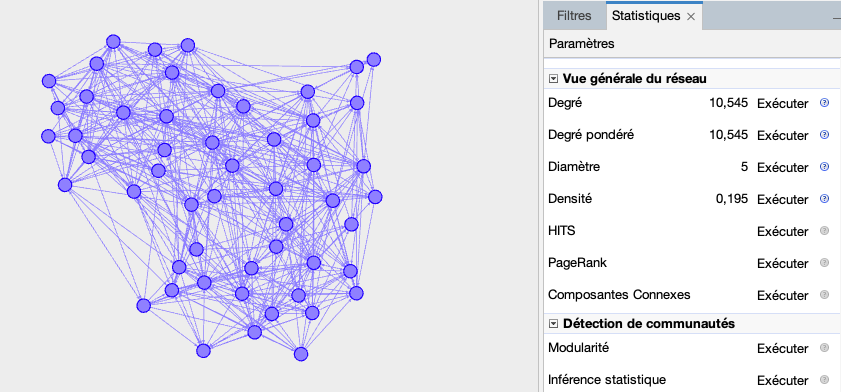 Filtres Statistiques ×
Paramètres
Vue générale du réseau
Degré 10,545 Exécuter ?
Degré pondéré 10,545 Exécuter ?
Diamètre 5 Exécuter ?
Densité 0,195 Exécuter ?
HITS Exécuter ?
PageRank Exécuter ?
Composantes Connexes Exécuter ?
Détection de communautés
Modularité Exécuter ?
Inférence statistique Exécuter ?